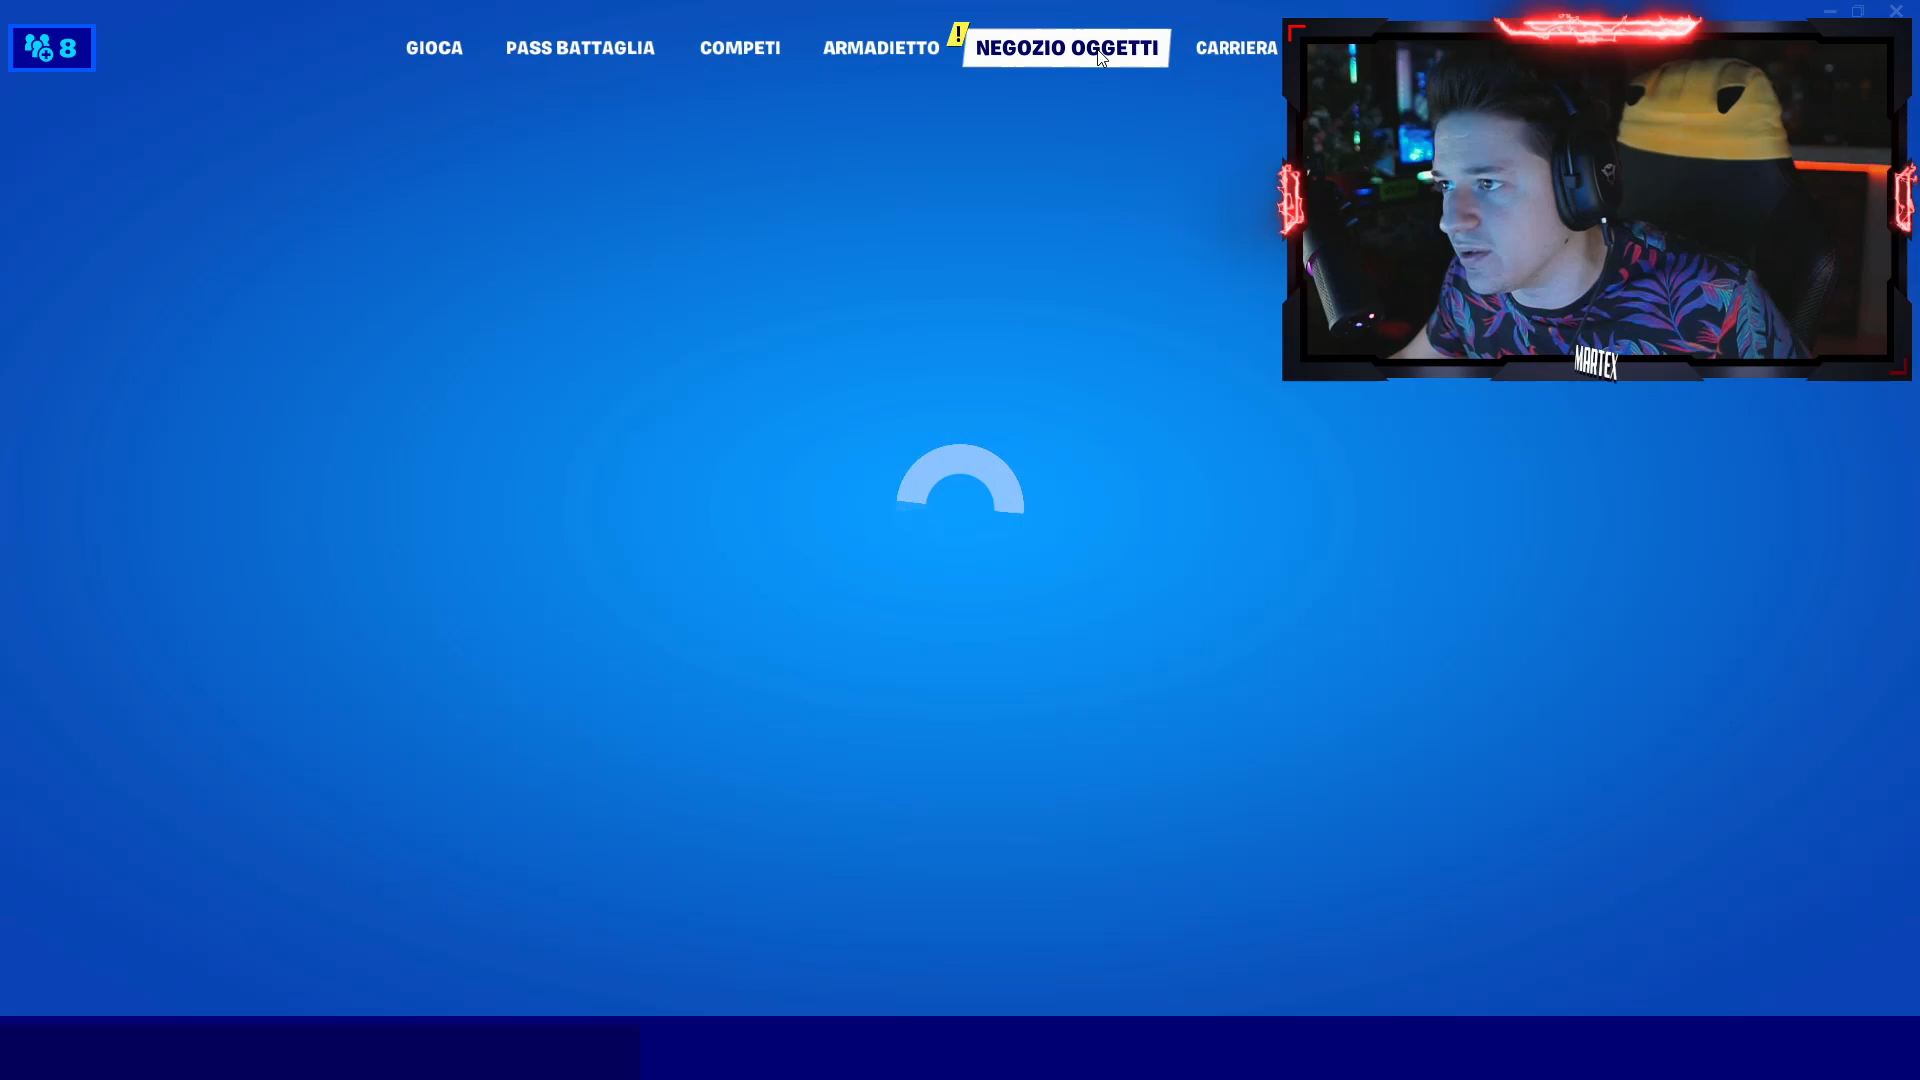 8
GIOCA
PASS BATTAGLIA
COMPETI
ARMADIETTO
!
NEGOZIO OGGETTI
CARRIERA
MARTEX